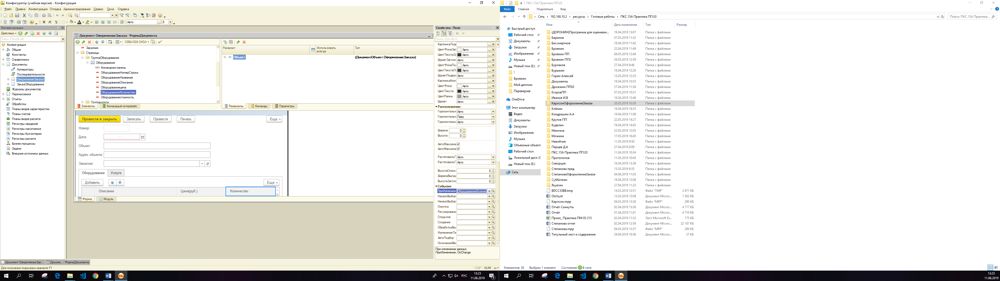 Конфигуратор (учебная версия) - Конфигурация
Файл Правка Конфигурация Отладка Администрирование Сервис Окна Справка
Ж К Ч Авто 8
Конфигурация
Действия
Поиск (Ctrl+Alt+M)
Конфигурация
Общие
Константы
Справочники
Документы
Нумераторы
Последовательности
ОформлениеЗаказа
ЗаказОборудования
Журналы документов
Перечисления
Отчеты
Обработки
Планы видов характеристик
Планы счетов
Планы видов расчета
Регистры сведений
Регистры накопления
Регистры бухгалтерии
Регистры расчета
Бизнес-процессы
Задачи
Внешние источники данных
Документ ОформлениеЗаказа: ФормаДокумента
1280x1024 SXGA
Заказчик
Страницы
ГруппаОборудование
Оборудование
Командная панель
ОборудованиеНомерСтроки
ОборудованиеНазвание
ОборудованиеОписание
Оборудованиецена
ОборудованиеКоличество
Оборудованиестоимость
Группауслуги
Элементы Командный интерфейс
Реквизит Использовать всегда Тип
Объект (ДокументОбъект.ОформлениеЗаказа)
Реквизиты Команды Параметры
Провести и закрыть Записать Провести Печать Еще
Номер:
Дата: . . : :
Объект:
Адрес объекта:
Заказчик:
Оборудование Услуги
Добавить Еще
Описание Цена(руб.) Количество
Форма Модуль
Свойства: Поле
Поиск (Ctrl+Alt+I)
КартинкаПодв
ЦветФонаЗаг Авто
ЦветТекстаЗа Авто
ШрифтЗаголо Авто
ЦветФонаПод Авто
ЦветТекстаПо Авто
ШрифтПодвал Авто
КартинкаКноп
ЦветФона Авто
ЦветТекста Авто
ЦветРамки Авто
Шрифт Авто
Расположение:
Горизонтальн Авто
Горизонтальн Лево
Горизонтальн Авто
Ширина 0
Высота 0
АвтоМаксима
АвтоМаксима
РастягиватьГ Авто
РастягиватьГ Авто
ВысотаСписк 0
ШиринаВыпад 0
ВысотаЗаголо 0
События:
ПриИзменени ОборудованиеКоличес
НачалоВыбор
НачалоВыбор
Очистка
Регулировани
Открытие
Создание
ОбработкаВы
ИзменениеТе
АвтоПодбор
ОкончаниеВво
При изменении данных
ПриИзменении, OnChange
Документ ОформлениеЗак... Докуме...: ФормаДокумента
Для получения подсказки нажмите F1 CAP NUM ru
РУС 13:23
11.06.2019
ПКС.15А Практика ПП.03
Файл Главная Поделиться Вид
Сеть 192.168.10.2 ресурсы Готовые работы ПКС.15А Практика ПП.03 Поиск: ПКС.15А Практика...
Быстрый доступ
Рабочий стол
Документы
Загрузки
Изображения
Музыка
Новый том (E:)
!
Бровкин
Мой диплом
Переверзев
OneDrive
Этот компьютер
Видео
Документы
Загрузки
Изображения
Музыка
Объемные объекты
Рабочий стол
Локальный диск (C
Новый том (E:)
Сеть
Имя Дата изменения Тип Размер
(ДОРОНИН)Программа для оцениван... 19.04.2019 13:07 Папка с файлами
Баринов 07.05.2019 11:32 Папка с файлами
Бессмертнов 19.04.2019 11:42 Папка с файлами
Бровкин 22.04.2019 11:49 Папка с файлами
Бровкин ПП 08.05.2019 13:04 Папка с файлами
Бровкин ПП2 29.05.2019 12:59 Папка с файлами
Бурлаков 27.04.2019 9:46 Папка с файлами
Бурыкин 19.04.2019 12:20 Папка с файлами
Горин Алексей 13.05.2019 12:35 Папка с файлами
Документы 19.04.2019 10:55 Папка с файлами
Дрожжин ПП03 27.04.2019 11:56 Папка с файлами
ЕгоровПП 07.05.2019 10:31 Папка с файлами
Иванов И.В 19.04.2019 15:40 Папка с файлами
КарлсонОформлениеЗаказа 20.05.2019 10:30 Папка с файлами
Клёнин 19.04.2019 14:35 Папка с файлами
Кондрашин А.А 19.04.2019 11:08 Папка с файлами
Крутов ПП 22.05.2019 14:27 Папка с файлами
Куделин 19.04.2019 14:03 Папка с файлами
Мингела 22.05.2019 12:05 Папка с файлами
Можина 17.05.2019 16:45 Папка с файлами
Навойчик 11.05.2019 9:50 Папка с файлами
Перцев Д.А 27.04.2019 8:09 Папка с файлами
ПКС.15А Практика ПП.03 11.04.2019 10:34 Папка с файлами
Протопопов 11.05.2019 10:45 Папка с файлами
Скворцов 16.04.2019 13:38 Папка с файлами
Степанова пред 13.05.2019 9:35 Папка с файлами
СтепановаОформлениеЗаказа 04.06.2019 11:03 Папка с файлами
Субботкин 19.04.2019 13:08 Папка с файлами
Яшагин 27.04.2019 11:25 Папка с файлами
BDCC53BB.tmp 14.03.2019 12:51 Файл "TMP" 2 671 КБ
Otchyot 13.03.2019 13:09 Документ Micros... 1 502 КБ
Карлсон.mpp 04.03.2019 13:30 Файл "MPP" 290 КБ
Отчёт Скинутть 02.04.2019 13:36 Документ Micros... 4 717 КБ
Отчёт 01.04.2019 11:01 Документ Micros... 4 710 КБ
Произ_ Практика ПМ 03 215 02.04.2019 11:52 Лист Microsoft Ex... 175 КБ
Степанова отчет 02.04.2019 12:59 Документ Micros... 22 187 КБ
Степанова.mpp 04.03.2019 13:37 Файл "MPP" 290 КБ
Титульный лист и содержание 29.04.2019 10:56 Документ Micros... 27 КБ
Элементов: 38 Выбран 1 элемент Состояние: В сети
13:23
11.06.2019